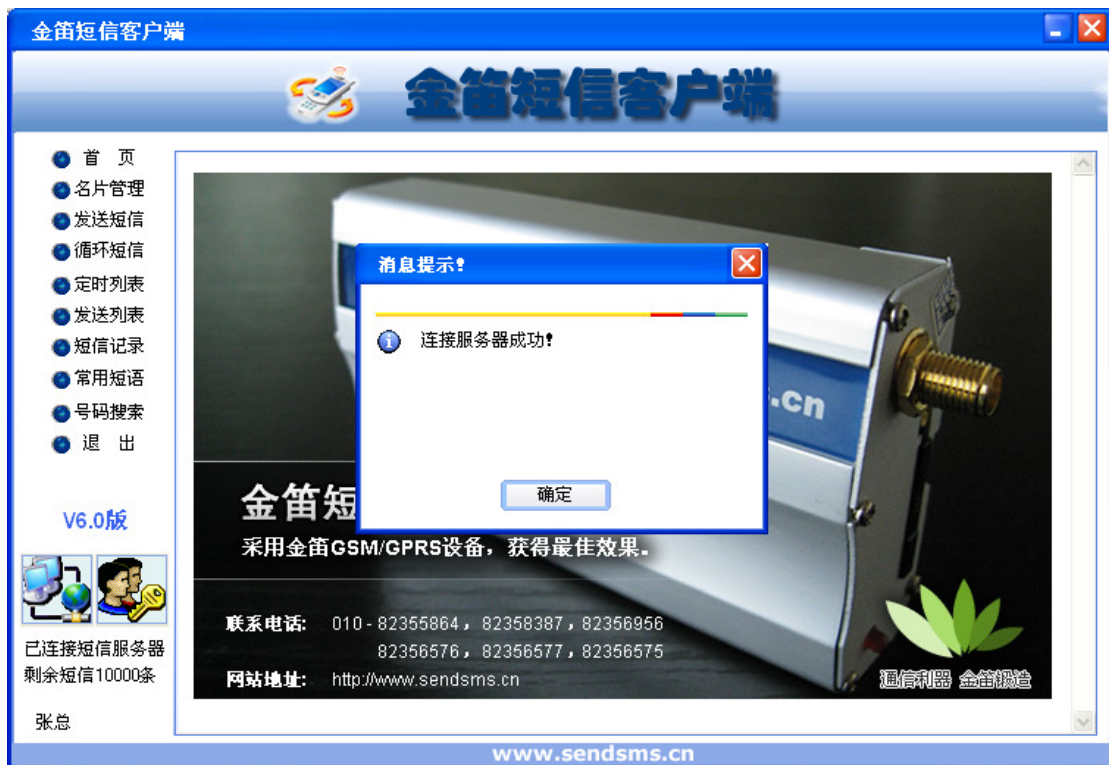 金笛短信客户端
金笛短信客户端
首 页
名片管理
发送短信
循环短信
定时列表
发送列表
短信记录
常用短语
号码搜索
退 出
V6.0版
已连接短信服务器
剩余短信10000条
张总
消息提示!
连接服务器成功!
确定
.cn
金笛短
采用金笛GSM/GPRS设备，获得最佳效果。
联系电话: 010-82355864，82358387，82356956
82356576，82356577，82356575
网站地址: http://www.sendsms.cn
通信利器 金笛锻造
www.sendsms.cn